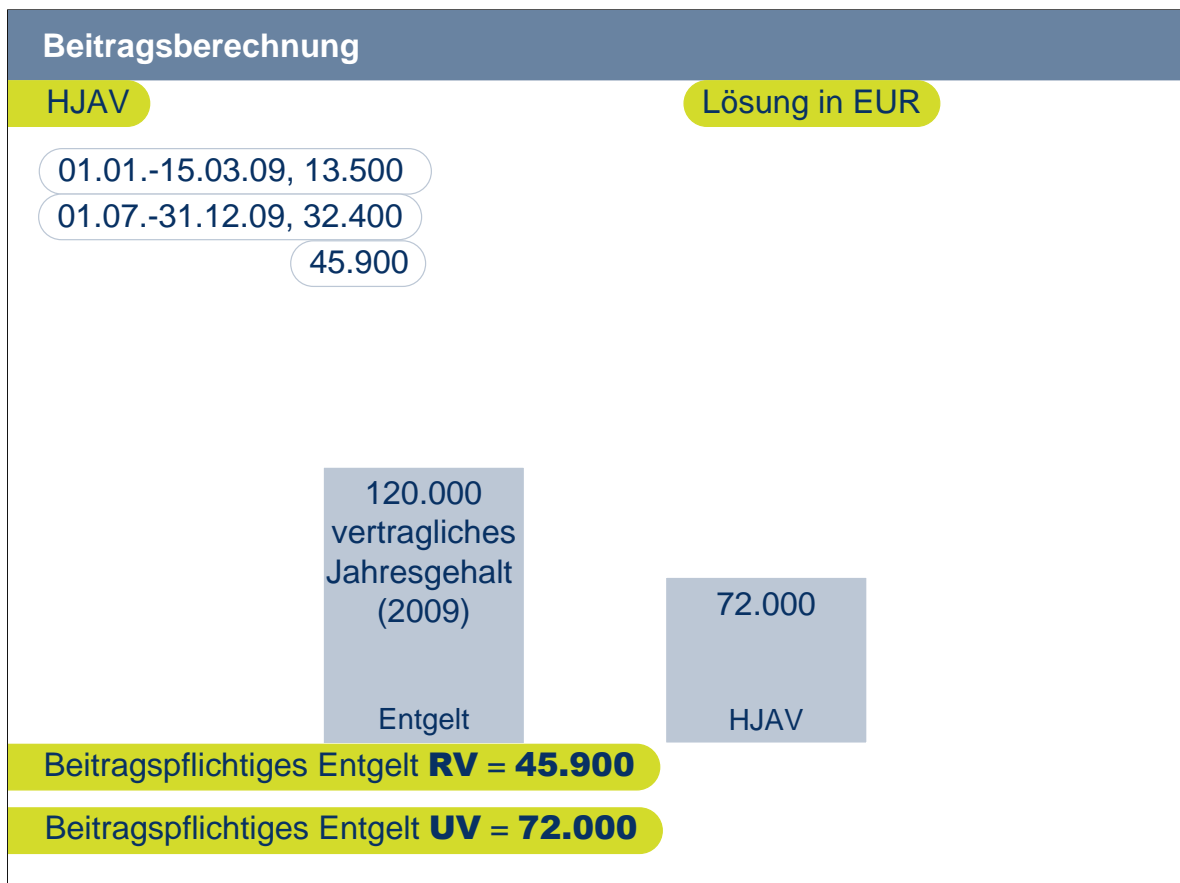 Beitragsberechnung
HJAV
Lösung in EUR
01.01.-15.03.09, 13.500
01.07.-31.12.09, 32.400
45.900
120.000
vertragliches
Jahresgehalt
(2009)
Entgelt
72.000
HJAV
Beitragspflichtiges Entgelt RV = 45.900
Beitragspflichtiges Entgelt UV = 72.000